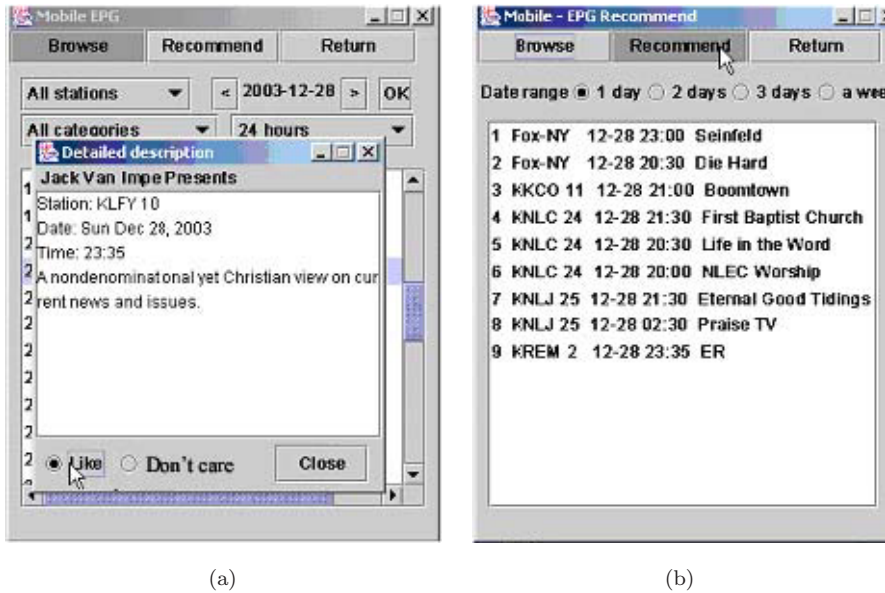 Mobile EPG
Browse Recommend Return
All stations < 2003-12-28 > OK
All categories 24 hours
Detailed description
Jack Van Impe Presents
Station: KLFY 10
Date: Sun Dec 28, 2003
Time: 23:35
A nondenominatonal yet Christian view on cur
rent news and issues.
Like Don't care Close
(a)
Mobile - EPG Recommend
Browse Recommend Return
Date range 1 day 2 days 3 days a wee
1 Fox-NY 12-28 23:00 Seinfeld
2 Fox-NY 12-28 20:30 Die Hard
3 KKCO 11 12-28 21:00 Boomtown
4 KNLC 24 12-28 21:30 First Baptist Church
5 KNLC 24 12-28 20:30 Life in the Word
6 KNLC 24 12-28 20:00 NLEC Worship
7 KNLJ 25 12-28 21:30 Eternal Good Tidings
8 KNLJ 25 12-28 02:30 Praise TV
9 KREM 2 12-28 23:35 ER
(b)